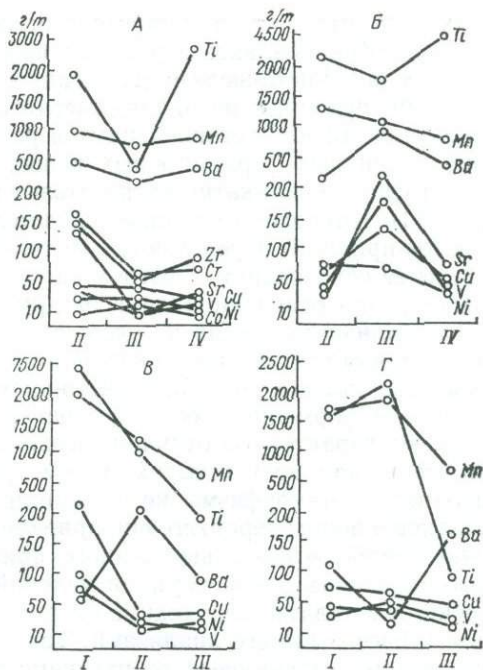 г/т
А
3000
2000
1500
1000
500
200
150
100
50
10
Ti
Mn
Ba
Zr
Cr
Sr Cu
V Ni
Co
II III IV
г/т
Б
4500
2000
1500
1000
500
200
150
100
50
10
Ti
Mn
Ba
Sr
Cu
V
Ni
II III IV
В
7500
2000
1500
1000
500
200
150
100
50
10
Mn
Ti
Ba
Cu
Ni
V
I II III
Г
2500
2000
1500
1000
500
200
150
100
50
10
Mn
Ba
Ti
Cu
V
Ni
I II III